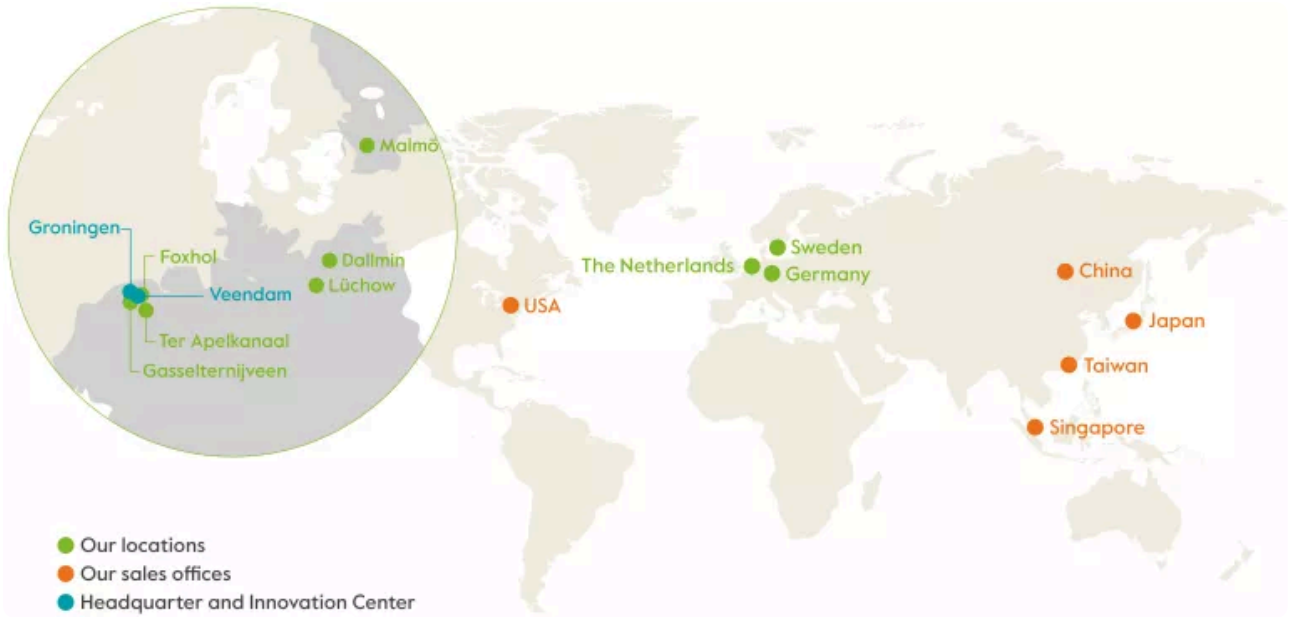 Malmö
Groningen
Foxhol
Dallmin
Lüchow
Veendam
Ter Apelkanaal
Gasselternijveen
Sweden
The Netherlands
Germany
USA
China
Japan
Taiwan
Singapore
Our locations
Our sales offices
Headquarter and Innovation Center